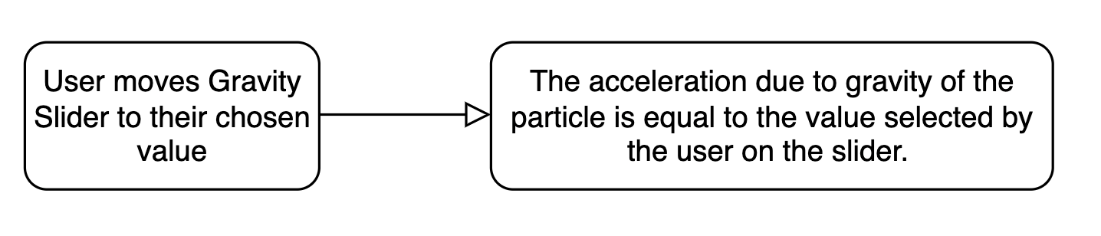 User moves Gravity
Slider to their chosen
value
The acceleration due to gravity of the
particle is equal to the value selected by
the user on the slider.